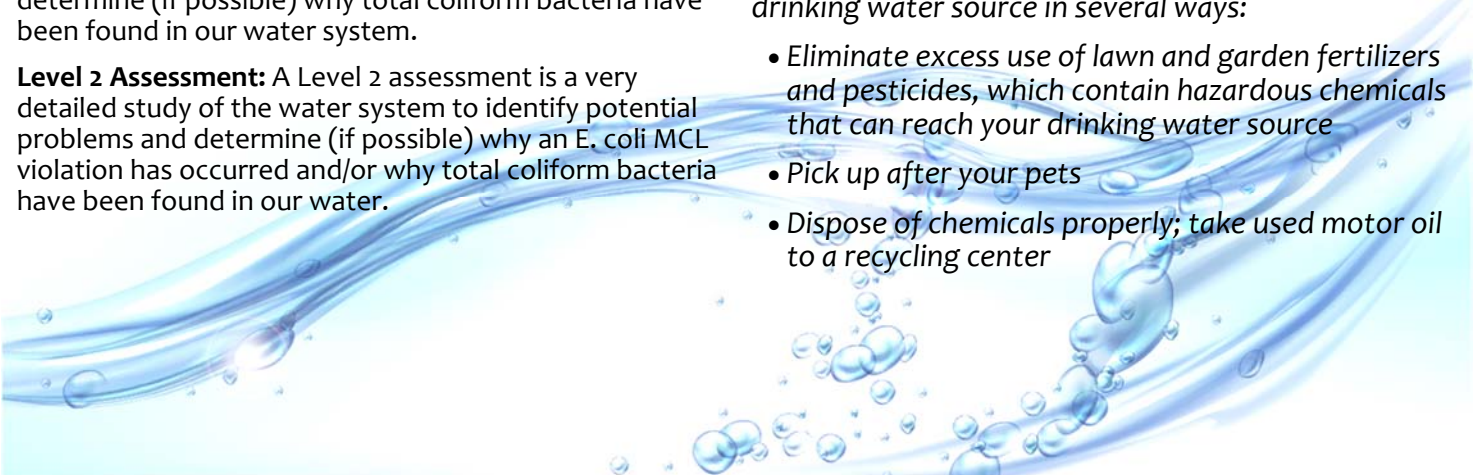 determine (if possible) why total coliform bacteria have
been found in our water system.
Level 2 Assessment: A Level 2 assessment is a very
detailed study of the water system to identify potential
problems and determine (if possible) why an E. coli MCL
violation has occurred and/or why total coliform bacteria
have been found in our water.
drinking water source in several ways:
• Eliminate excess use of lawn and garden fertilizers
and pesticides, which contain hazardous chemicals
that can reach your drinking water source
• Pick up after your pets
• Dispose of chemicals properly; take used motor oil
to a recycling center